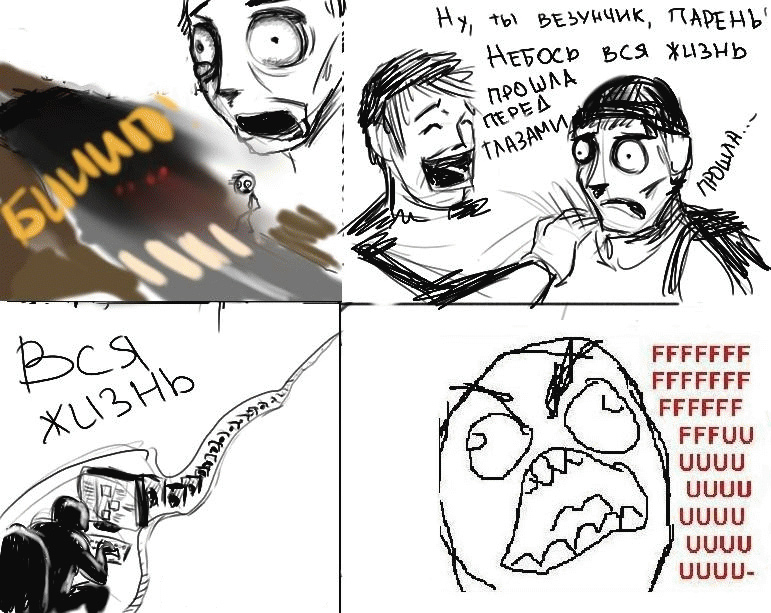 БИИИП!
Ну, ты ВЕЗУНЧИК, ПАРЕНЬ
НЕБОСЬ ВСЯ ЖИЗНЬ
ПРОШЛА
ПЕРЕД
ГЛАЗАМИ
ПРОШЛА...
ВСЯ
ЖИЗНЬ
FFFFFFF
FFFFFFF
FFFFFF
FFFUU
UUUU
UUUU
UUUU
UUUU
UUUU-